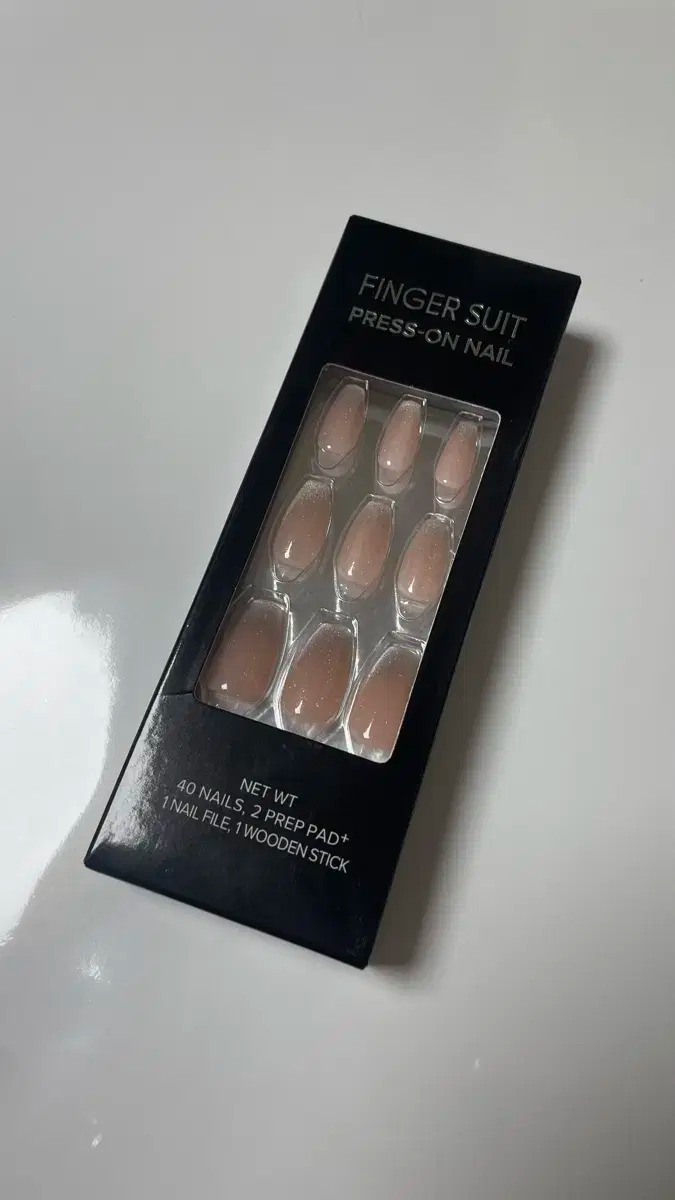 FINGER SUIT
PRESS-ON NAIL
NET WT
40 NAILS, 2 PREP PAD+
1 NAIL FILE, 1 WOODEN STICK